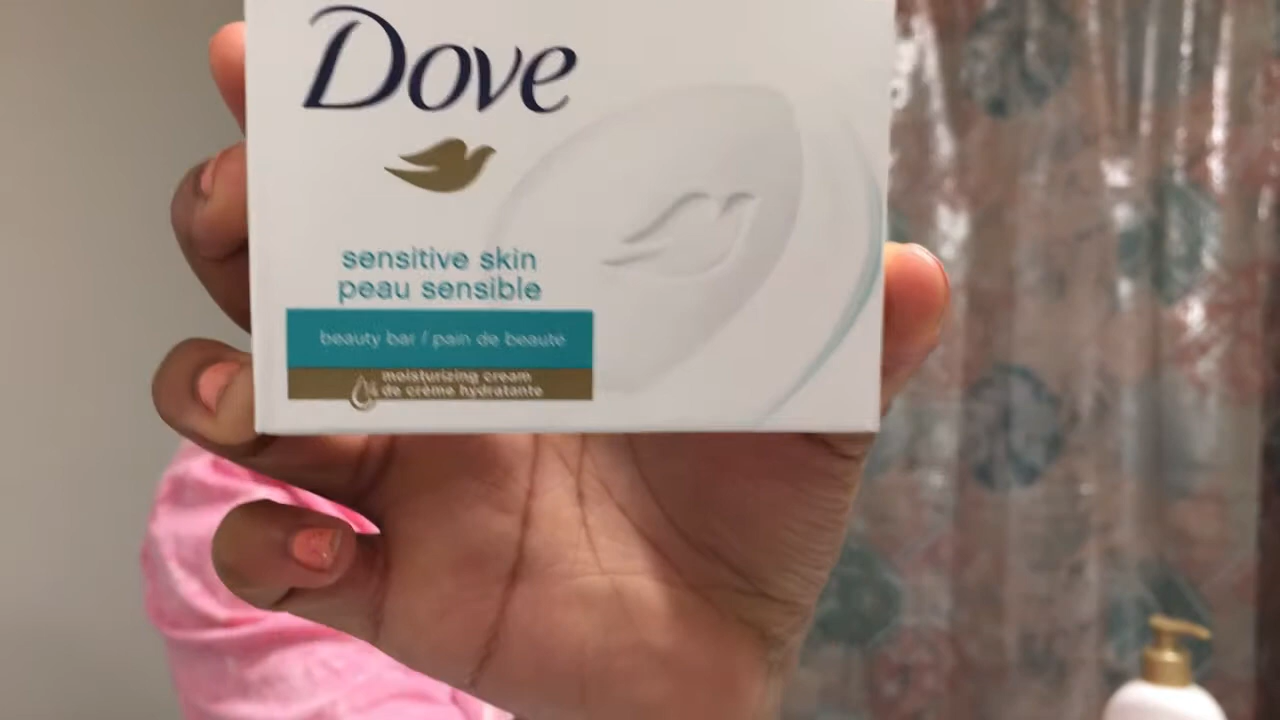 Dove
sensitive skin
peau sensible
beauty bar / pain de beauté
moisturizing cream
de crème hydratante